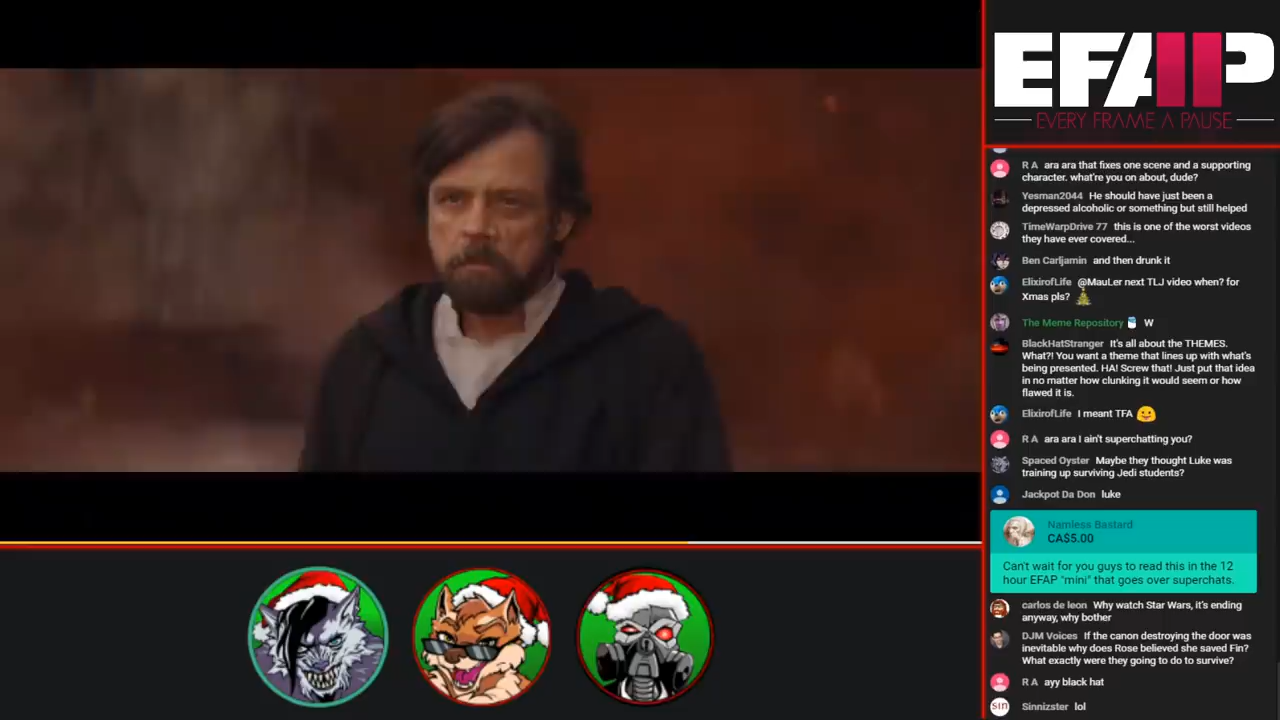 EFAP
EVERY FRAME A PAUSE
R A ara ara that fixes one scene and a supporting
character. what're you on about, dude?
Yesman2044 He should have just been a
depressed alcoholic or something but still helped
TimeWarpDrive 77 this is one of the worst videos
they have ever covered...
Ben Carljamin and then drunk it
ElixirofLife @MauLer next TLJ video when? for
Xmas pls?
The Meme Repository W
BlackHatStranger It's all about the THEMES.
What?! You want a theme that lines up with what's
being presented. HA! Screw that! Just put that idea
in no matter how clunking it would seem or how
flawed it is.
ElixirofLife I meant TFA
R A ara ara I ain't superchatting you?
Spaced Oyster Maybe they thought Luke was
training up surviving Jedi students?
Jackpot Da Don luke
Namless Bastard
CA$5.00
Can't wait for you guys to read this in the 12
hour EFAP "mini" that goes over superchats.
carlos de leon Why watch Star Wars, it's ending
anyway, why bother
DJM Voices If the canon destroying the door was
inevitable why does Rose believed she saved Fin?
What exactly were they going to do to survive?
R A ayy black hat
sin
Sinnizster lol